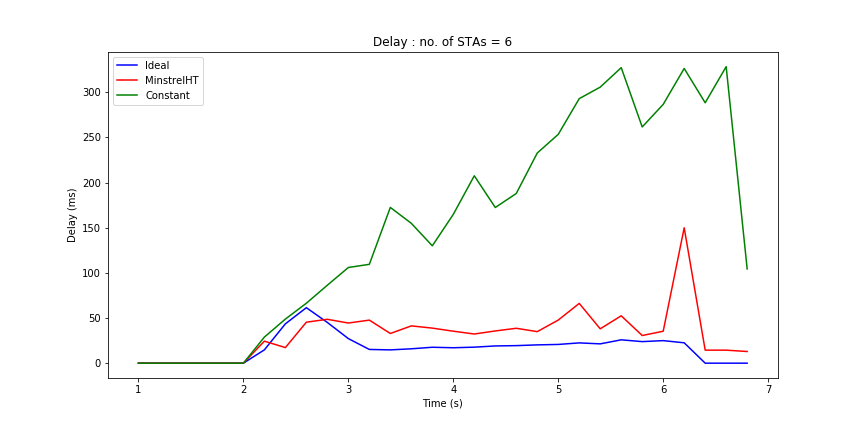 Delay : no. of STAs = 6
Ideal
MinstrelHT
Constant
Delay (ms)
300
250
200
150
100
50
0
1 2 3 4 5 6 7
Time (s)